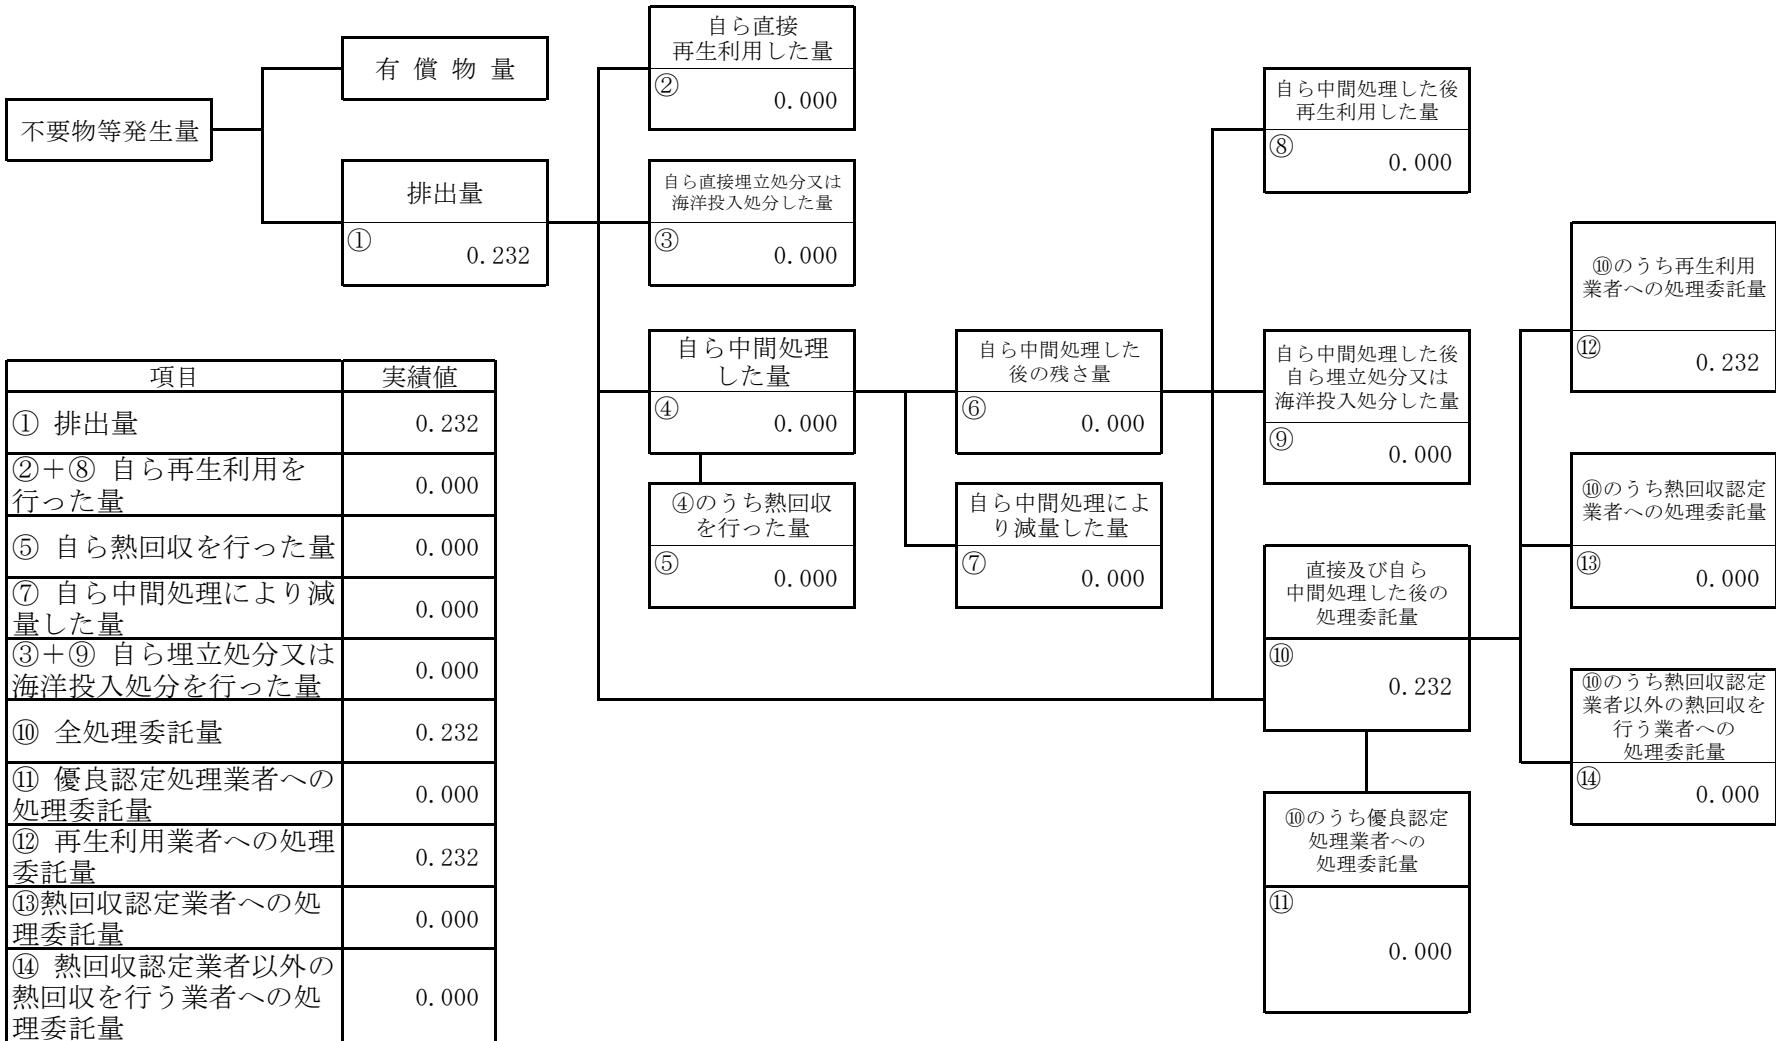 不要物等発生量
有 償 物 量
排出量
①
0.232
自ら直接
再生利用した量
②
0.000
自ら直接埋立処分又は
海洋投入処分した量
③
0.000
自ら中間処理
した量
④
0.000
④のうち熱回収
を行った量
⑤
0.000
自ら中間処理した
後の残さ量
⑥
0.000
自ら中間処理によ
り減量した量
⑦
0.000
自ら中間処理した後
再生利用した量
⑧
0.000
自ら中間処理した後
自ら埋立処分又は
海洋投入処分した量
⑨
0.000
直接及び自ら
中間処理した後の
処理委託量
⑩
0.232
⑩のうち優良認定
処理業者への
処理委託量
⑪
0.000
⑩のうち再生利用
業者への処理委託量
⑫
0.232
⑩のうち熱回収認定
業者への処理委託量
⑬
0.000
⑩のうち熱回収認定
業者以外の熱回収を
行う業者への
処理委託量
⑭
0.000
項目 実績値
① 排出量 0.232
②＋⑧ 自ら再生利用を
行った量 0.000
⑤ 自ら熱回収を行った量 0.000
⑦ 自ら中間処理により減
量した量 0.000
③＋⑨ 自ら埋立処分又は
海洋投入処分を行った量 0.000
⑩ 全処理委託量 0.232
⑪ 優良認定処理業者への
処理委託量 0.000
⑫ 再生利用業者への処理
委託量 0.232
⑬熱回収認定業者への処
理委託量 0.000
⑭ 熱回収認定業者以外の
熱回収を行う業者への処
理委託量 0.000